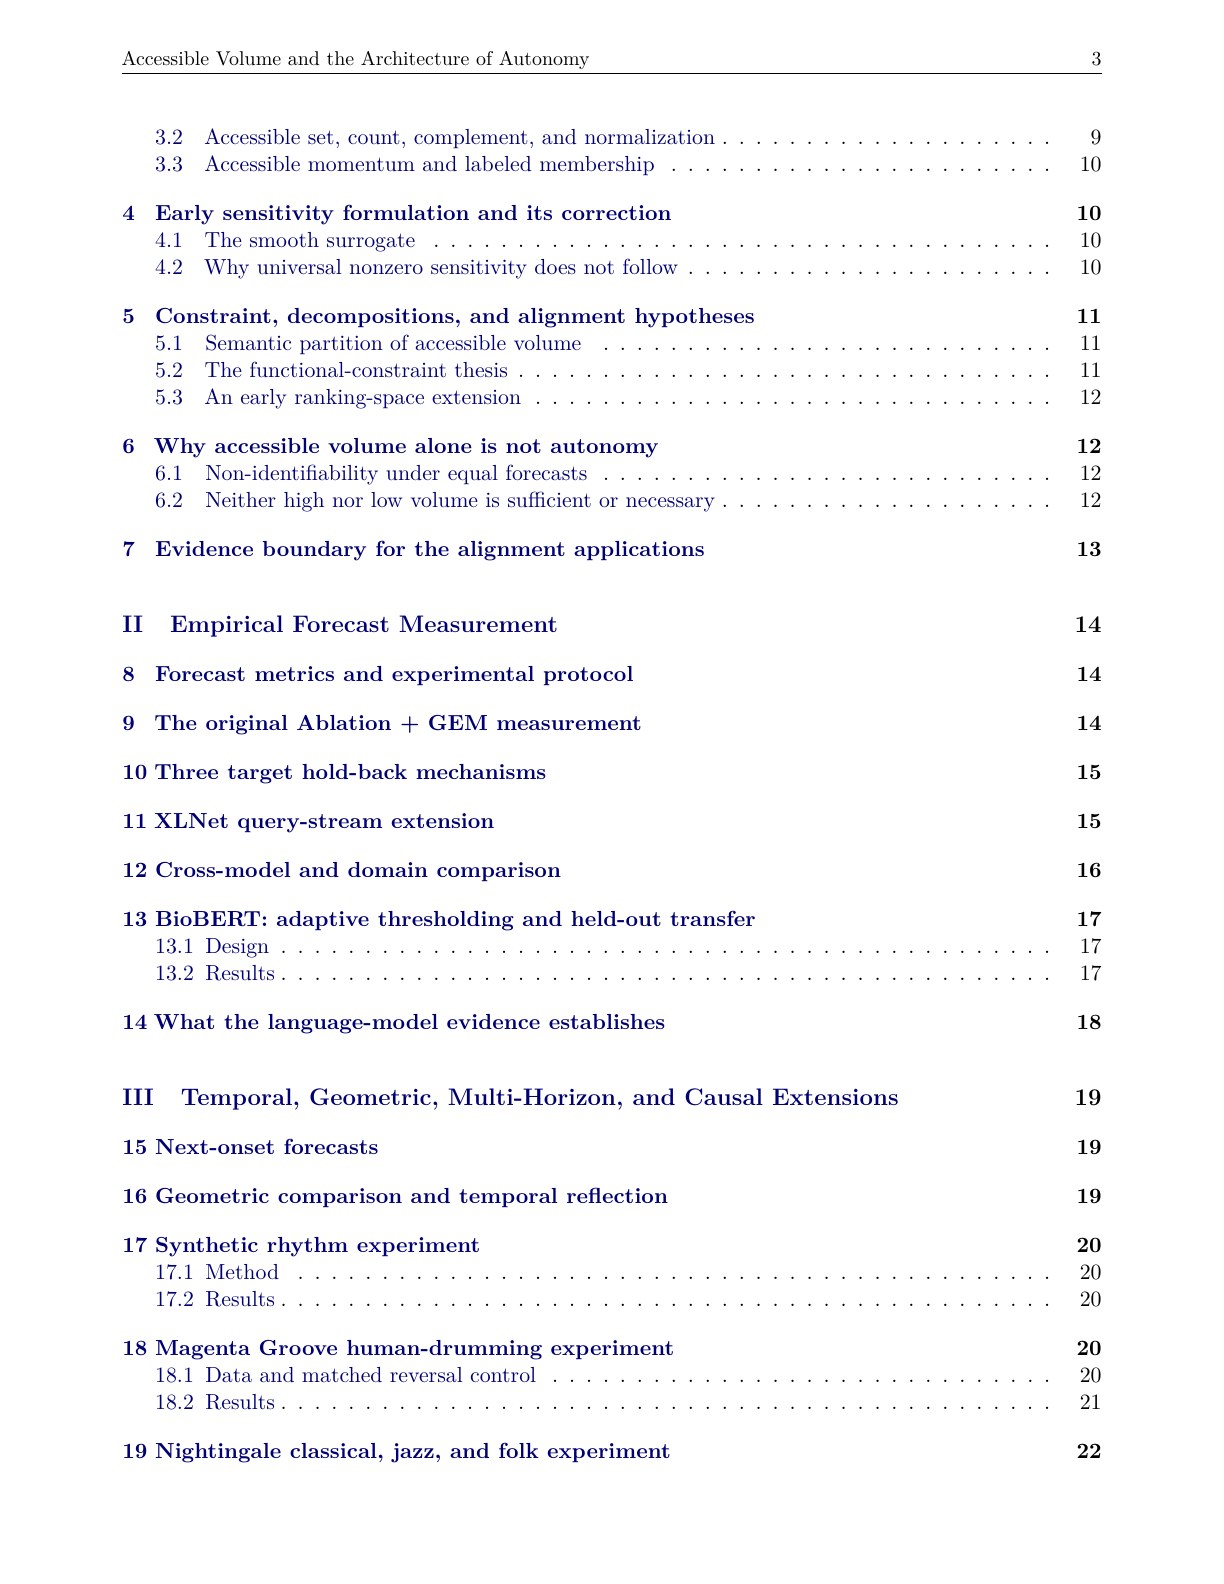 Accessible Volume and the Architecture of Autonomy 3
3.2 Accessible set, count, complement, and normalization . . . . . . . . . . . . . . . . . . . . 9
3.3 Accessible momentum and labeled membership . . . . . . . . . . . . . . . . . . . . . . . 10
4 Early sensitivity formulation and its correction 10
4.1 The smooth surrogate . . . . . . . . . . . . . . . . . . . . . . . . . . . . . . . . . . . . . 10
4.2 Why universal nonzero sensitivity does not follow . . . . . . . . . . . . . . . . . . . . . . 10
5 Constraint, decompositions, and alignment hypotheses 11
5.1 Semantic partition of accessible volume . . . . . . . . . . . . . . . . . . . . . . . . . . . 11
5.2 The functional-constraint thesis . . . . . . . . . . . . . . . . . . . . . . . . . . . . . . . . 11
5.3 An early ranking-space extension . . . . . . . . . . . . . . . . . . . . . . . . . . . . . . . 12
6 Why accessible volume alone is not autonomy 12
6.1 Non-identifiability under equal forecasts . . . . . . . . . . . . . . . . . . . . . . . . . . . 12
6.2 Neither high nor low volume is sufficient or necessary . . . . . . . . . . . . . . . . . . . . 12
7 Evidence boundary for the alignment applications 13
II Empirical Forecast Measurement 14
8 Forecast metrics and experimental protocol 14
9 The original Ablation + GEM measurement 14
10 Three target hold-back mechanisms 15
11 XLNet query-stream extension 15
12 Cross-model and domain comparison 16
13 BioBERT: adaptive thresholding and held-out transfer 17
13.1 Design . . . . . . . . . . . . . . . . . . . . . . . . . . . . . . . . . . . . . . . . . . . . . . 17
13.2 Results . . . . . . . . . . . . . . . . . . . . . . . . . . . . . . . . . . . . . . . . . . . . . . 17
14 What the language-model evidence establishes 18
III Temporal, Geometric, Multi-Horizon, and Causal Extensions 19
15 Next-onset forecasts 19
16 Geometric comparison and temporal reflection 19
17 Synthetic rhythm experiment 20
17.1 Method . . . . . . . . . . . . . . . . . . . . . . . . . . . . . . . . . . . . . . . . . . . . . 20
17.2 Results . . . . . . . . . . . . . . . . . . . . . . . . . . . . . . . . . . . . . . . . . . . . . . 20
18 Magenta Groove human-drumming experiment 20
18.1 Data and matched reversal control . . . . . . . . . . . . . . . . . . . . . . . . . . . . . . 20
18.2 Results . . . . . . . . . . . . . . . . . . . . . . . . . . . . . . . . . . . . . . . . . . . . . . 21
19 Nightingale classical, jazz, and folk experiment 22